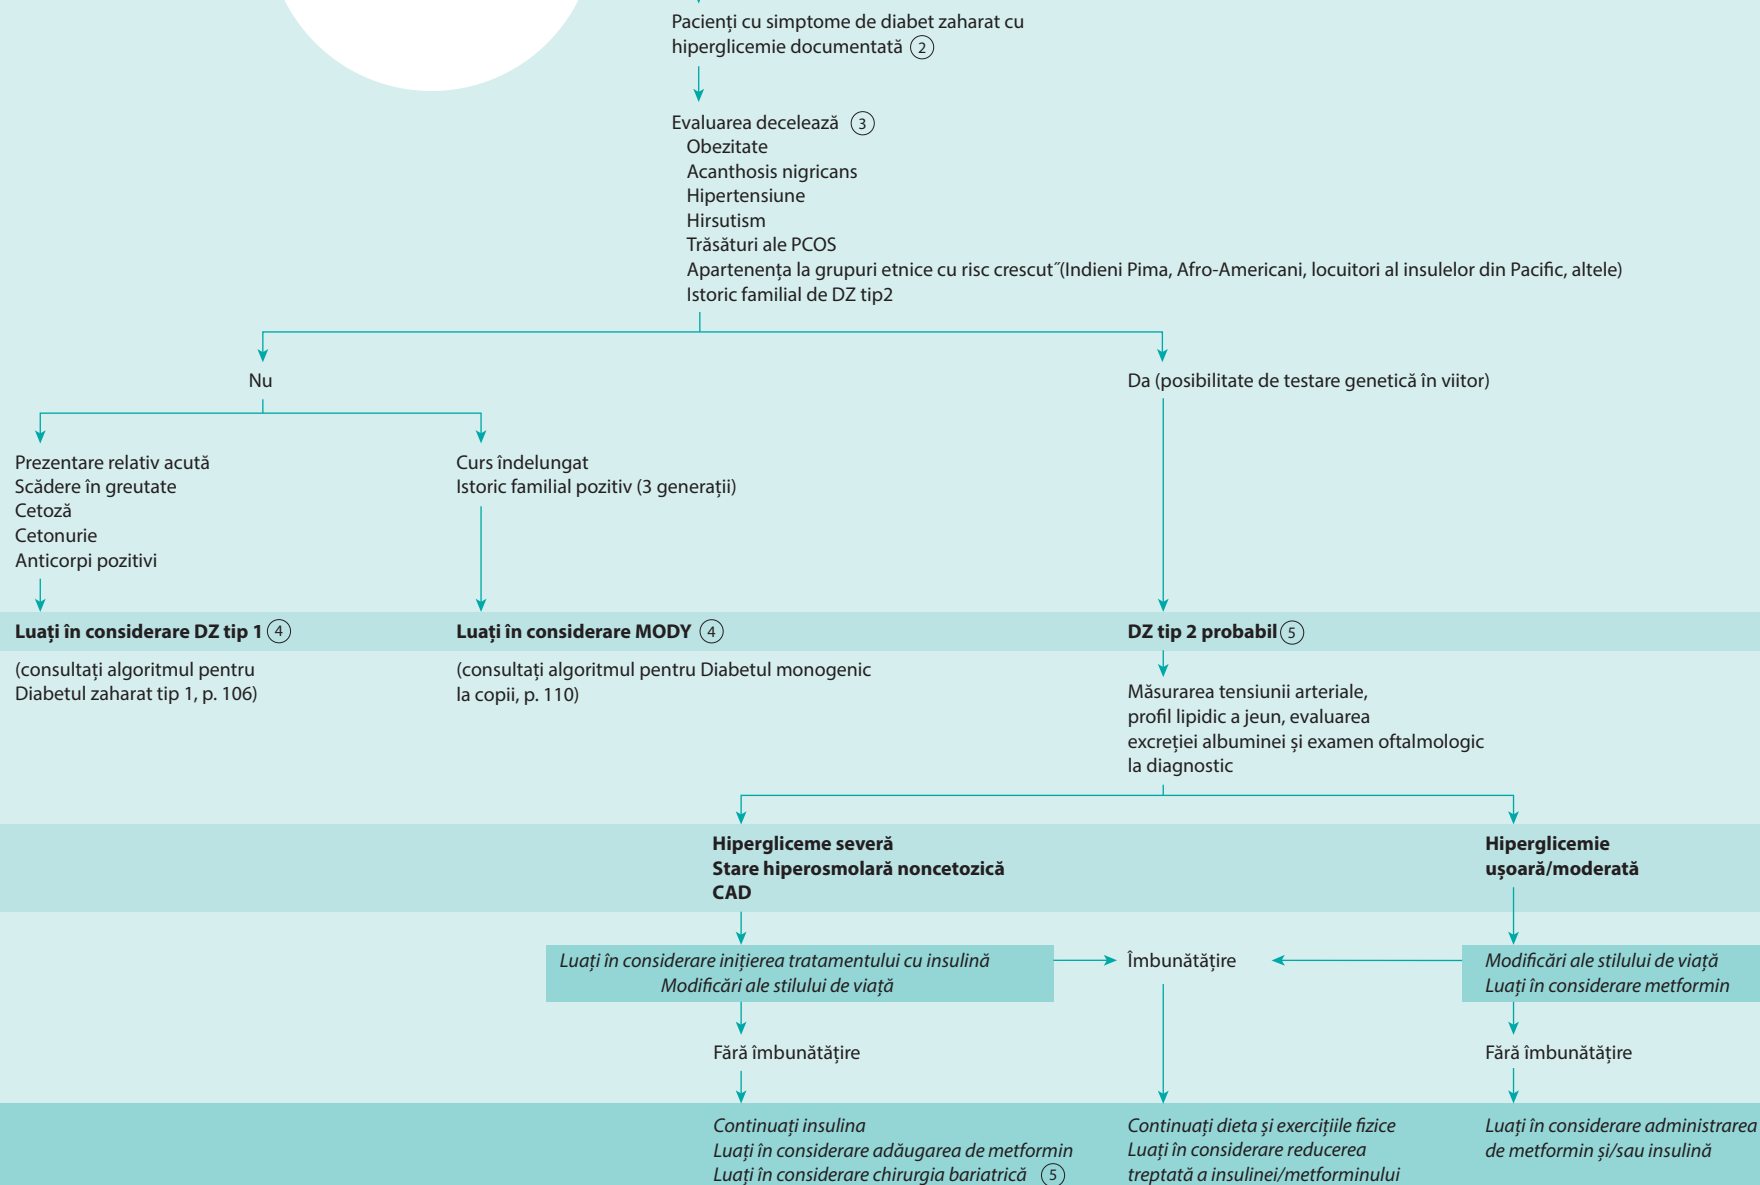 Pacienți cu simptome de diabet zaharat cu
hiperglicemie documentată 2
Evaluarea decelează 3
Obezitate
Acanthosis nigricans
Hipertensiune
Hirsutism
Trăsături ale PCOS
Apartenența la grupuri etnice cu risc crescut˝(Indieni Pima, Afro-Americani, locuitori al insulelor din Pacific, altele)
Istoric familial de DZ tip2
Nu
Da (posibilitate de testare genetică în viitor)
Prezentare relativ acută
Scădere în greutate
Cetoză
Cetonurie
Anticorpi pozitivi
Curs îndelungat
Istoric familial pozitiv (3 generații)
Luați în considerare DZ tip 1 4
(consultați algoritmul pentru
Diabetul zaharat tip 1, p. 106)
Luați în considerare MODY 4
(consultați algoritmul pentru Diabetul monogenic
la copii, p. 110)
DZ tip 2 probabil 5
Măsurarea tensiunii arteriale,
profil lipidic a jeun, evaluarea
excreției albuminei și examen oftalmologic
la diagnostic
Hipergliceme severă
Stare hiperosmolară noncetozică
CAD
Hiperglicemie
ușoară/moderată
Luați în considerare inițierea tratamentului cu insulină
Modificări ale stilului de viață
Îmbunătățire
Modificări ale stilului de viață
Luați în considerare metformin
Fără îmbunătățire
Fără îmbunătățire
Continuați insulina
Luați în considerare adăugarea de metformin
Luați în considerare chirurgia bariatrică 5
Continuați dieta și exercițiile fizice
Luați în considerare reducerea
treptată a insulinei/metforminului
Luați în considerare administrarea
de metformin și/sau insulină